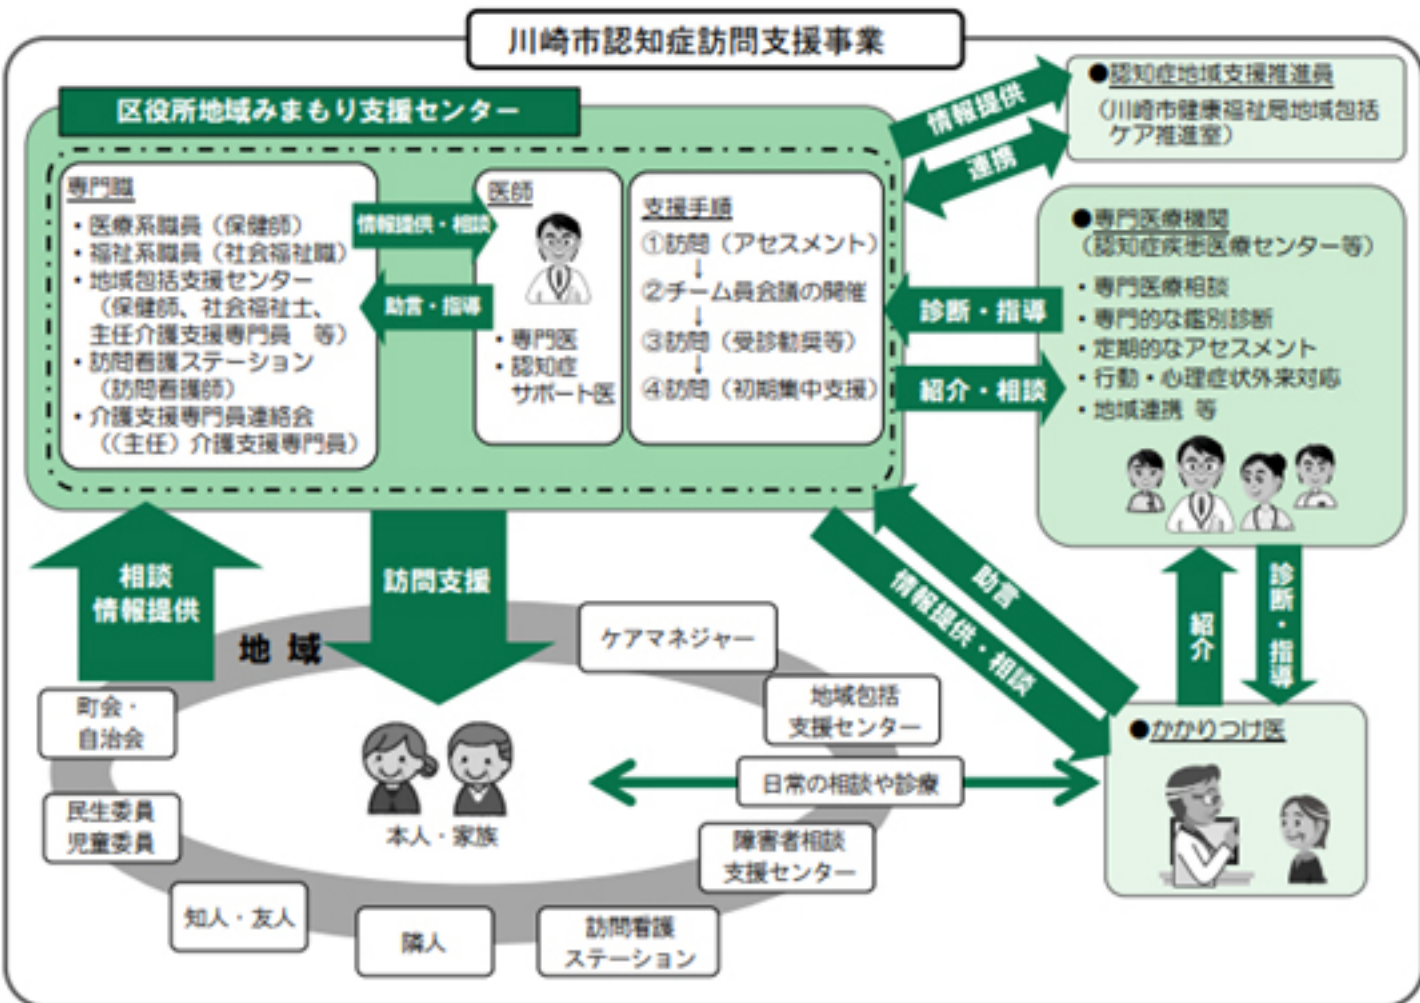 川崎市認知症訪問支援事業
区役所地域みまもり支援センター
専門職
・医療系職員（保健師）
・福祉系職員（社会福祉職）
・地域包括支援センター
（保健師、社会福祉士、
主任介護支援専門員　等）
・訪問看護ステーション
（訪問看護師）
・介護支援専門員連絡会
（（主任）介護支援専門員）
情報提供・相談
助言・指導
医師
・専門医
・認知症
サポート医
支援手順
①訪問（アセスメント）
↓
②チーム員会議の開催
↓
③訪問（受診勧奨等）
↓
④訪問（初期集中支援）
情報提供
連携
●認知症地域支援推進員
（川崎市健康福祉局地域包括
ケア推進室）
診断・指導
紹介・相談
●専門医療機関
（認知症疾患医療センター等）
・専門医療相談
・専門的な鑑別診断
・定期的なアセスメント
・行動・心理症状外来対応
・地域連携 等
相談
情報提供
訪問支援
助言
情報提供・相談
紹介
診断・指導
地 域
ケアマネジャー
地域包括
支援センター
町会・
自治会
日常の相談や診療
●かかりつけ医
民生委員
児童委員
本人・家族
障害者相談
支援センター
知人・友人
隣人
訪問看護
ステーション